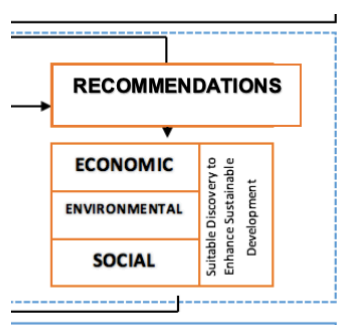 RECOMMENDATIONS
ECONOMIC
ENVIRONMENTAL
SOCIAL
Suitable Discovery to
Enhance Sustainable
Development